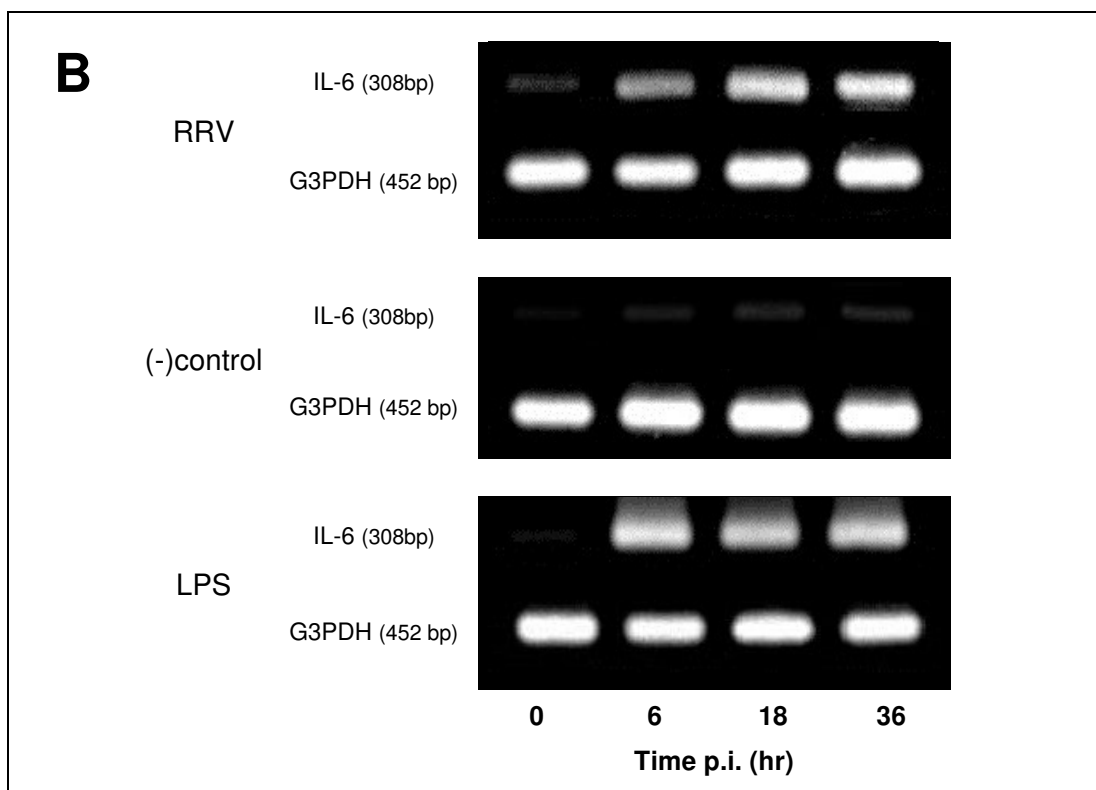 B
IL-6 (308bp)
RRV
G3PDH (452 bp)
IL-6 (308bp)
(-)control
G3PDH (452 bp)
IL-6 (308bp)
LPS
G3PDH (452 bp)
0 6 18 36
Time p.i. (hr)